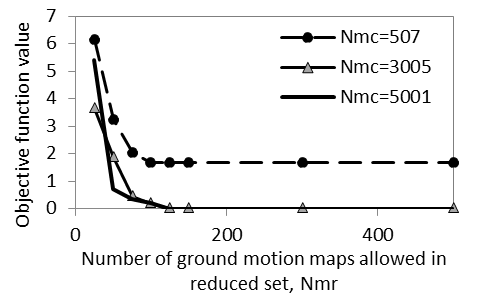 7
6
5
4
3
2
1
0
Objective function value
Nmc=507
Nmc=3005
Nmc=5001
0 200 400
Number of ground motion maps allowed in
reduced set, Nmr